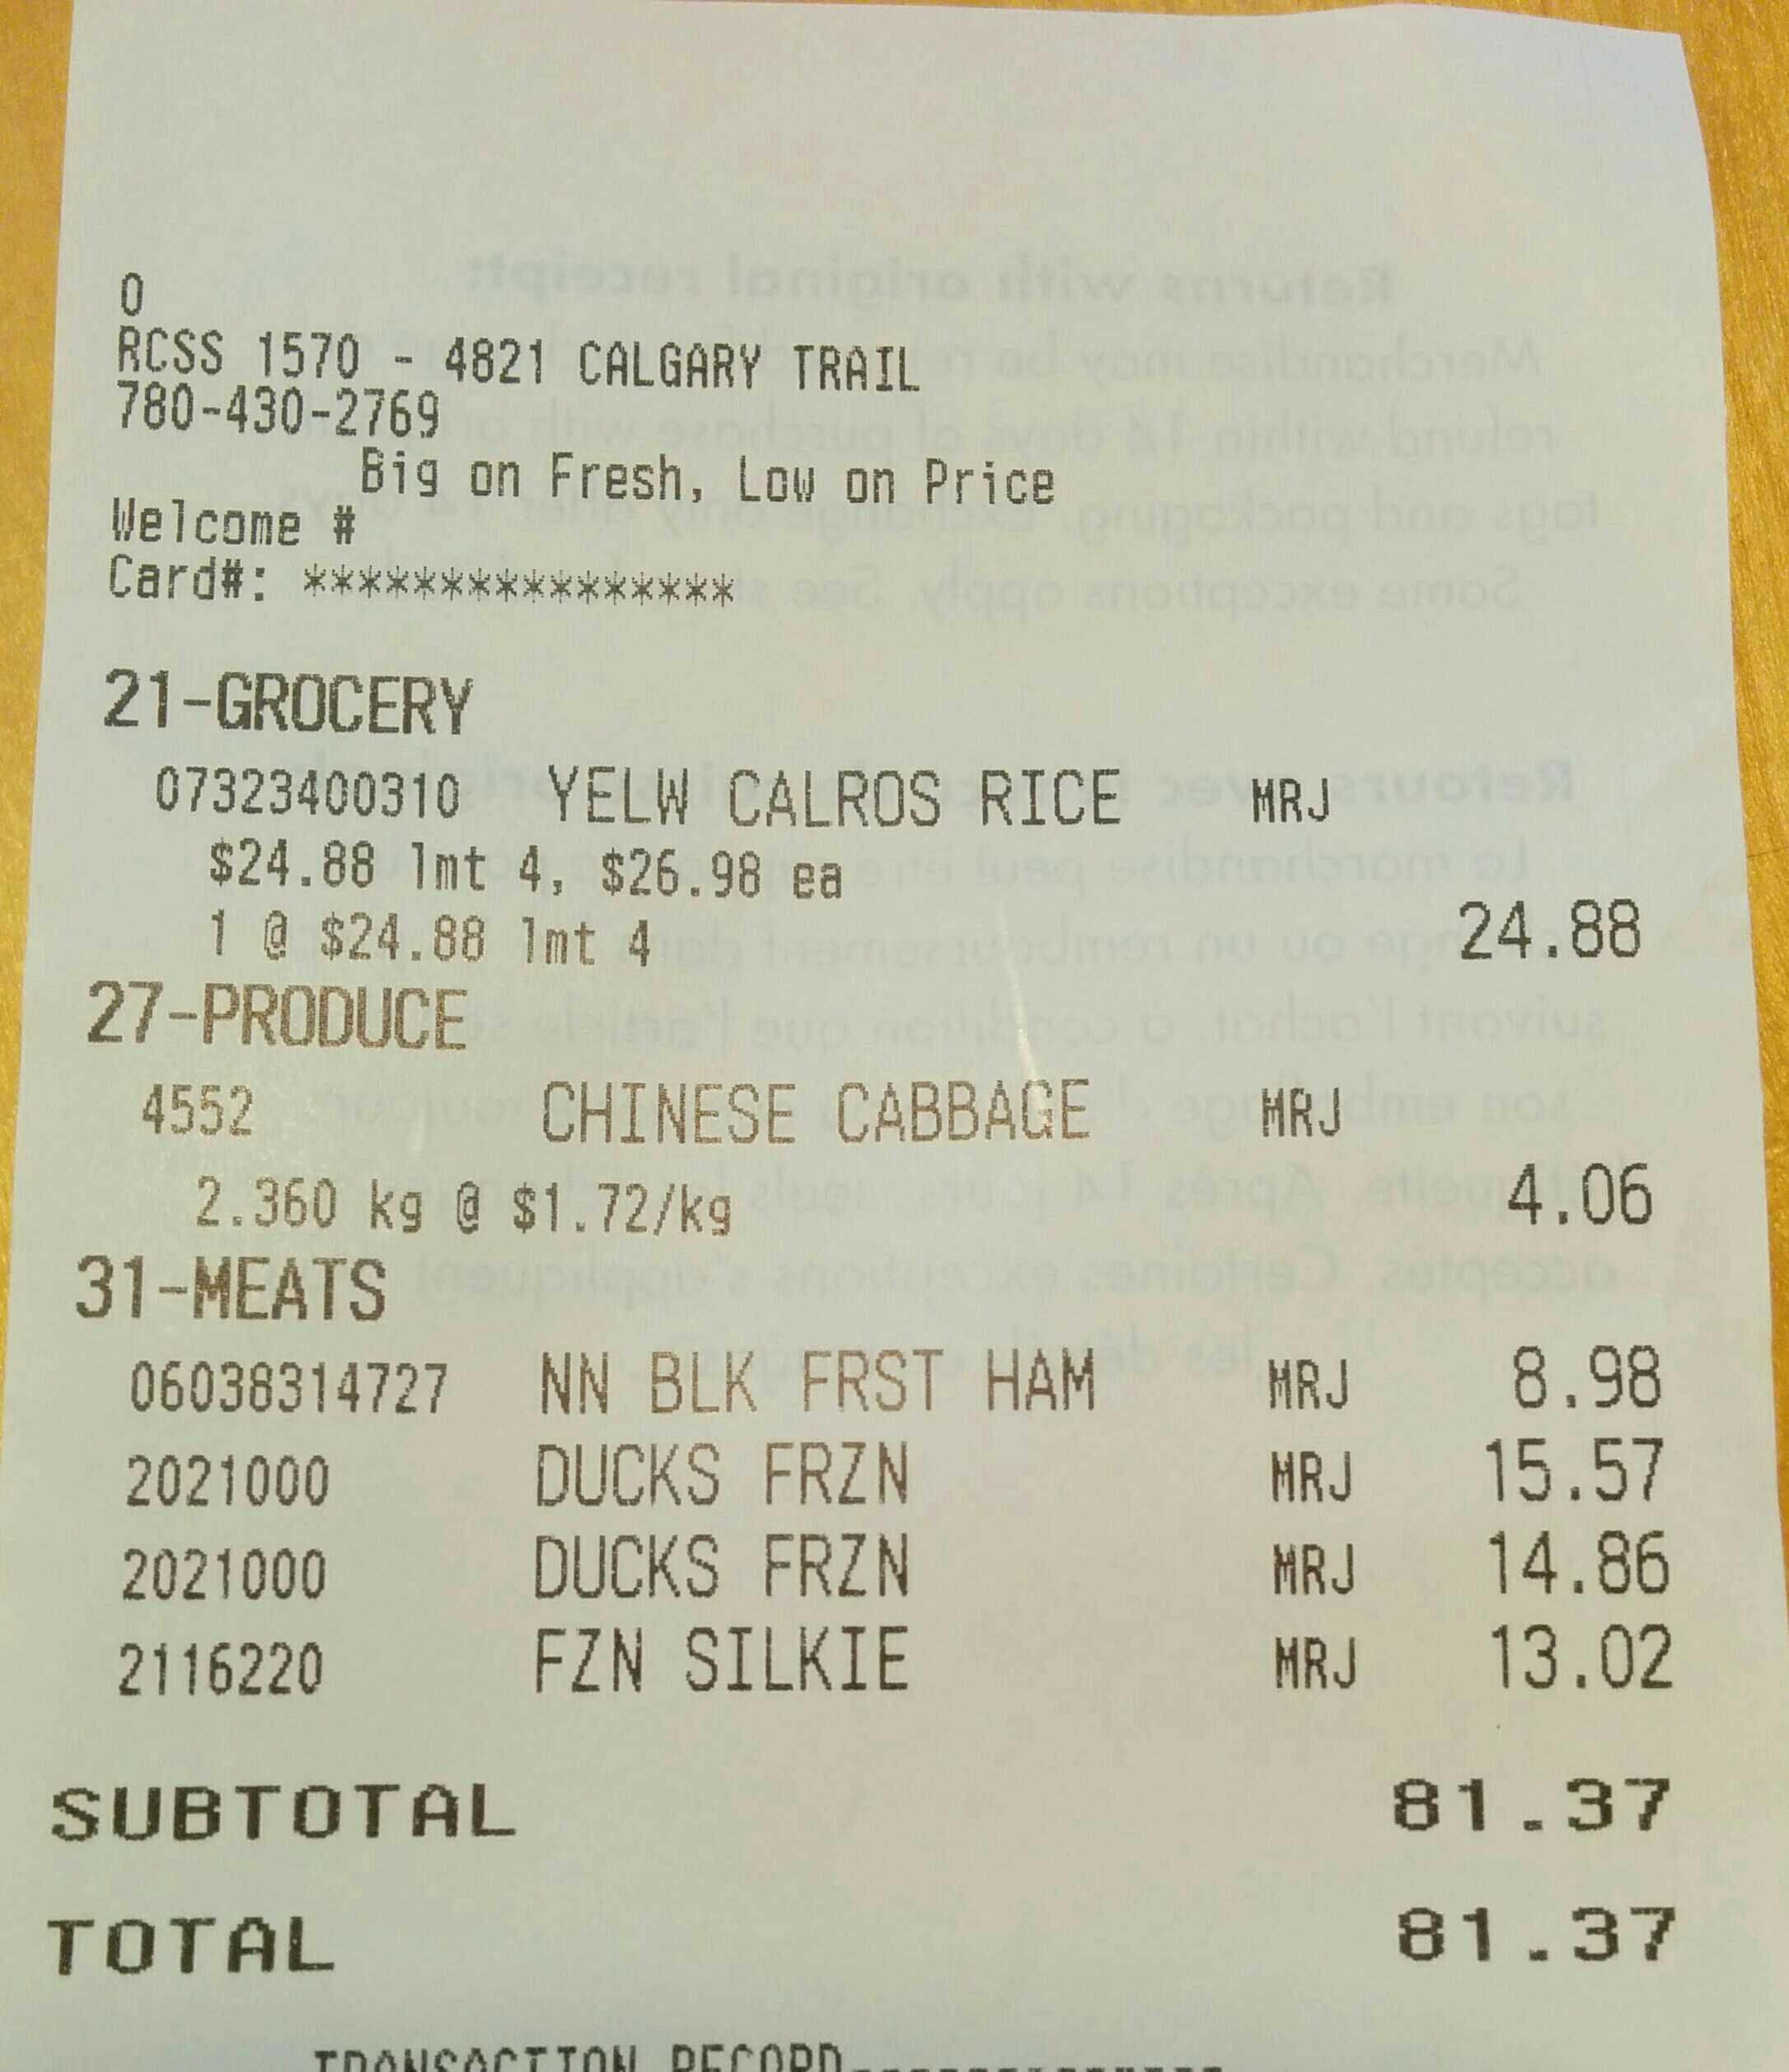 0
RCSS 1570 - 4821 CALGARY TRAIL
780-430-2769
Big on Fresh, Low on Price
Welcome #
Card#: ****************
21-GROCERY
07323400310 YELW CALROS RICE MRJ
$24.88 lmt 4, $26.98 ea
1 @ $24.88 lmt 4 24.88
27-PRODUCE
4552 CHINESE CABBAGE MRJ
2.360 kg @ $1.72/kg 4.06
31-MEATS
06038314727 NN BLK FRST HAM MRJ 8.98
2021000 DUCKS FRZN MRJ 15.57
2021000 DUCKS FRZN MRJ 14.86
2116220 FZN SILKIE MRJ 13.02
SUBTOTAL 81.37
TOTAL 81.37
TRANSACTION RECORD